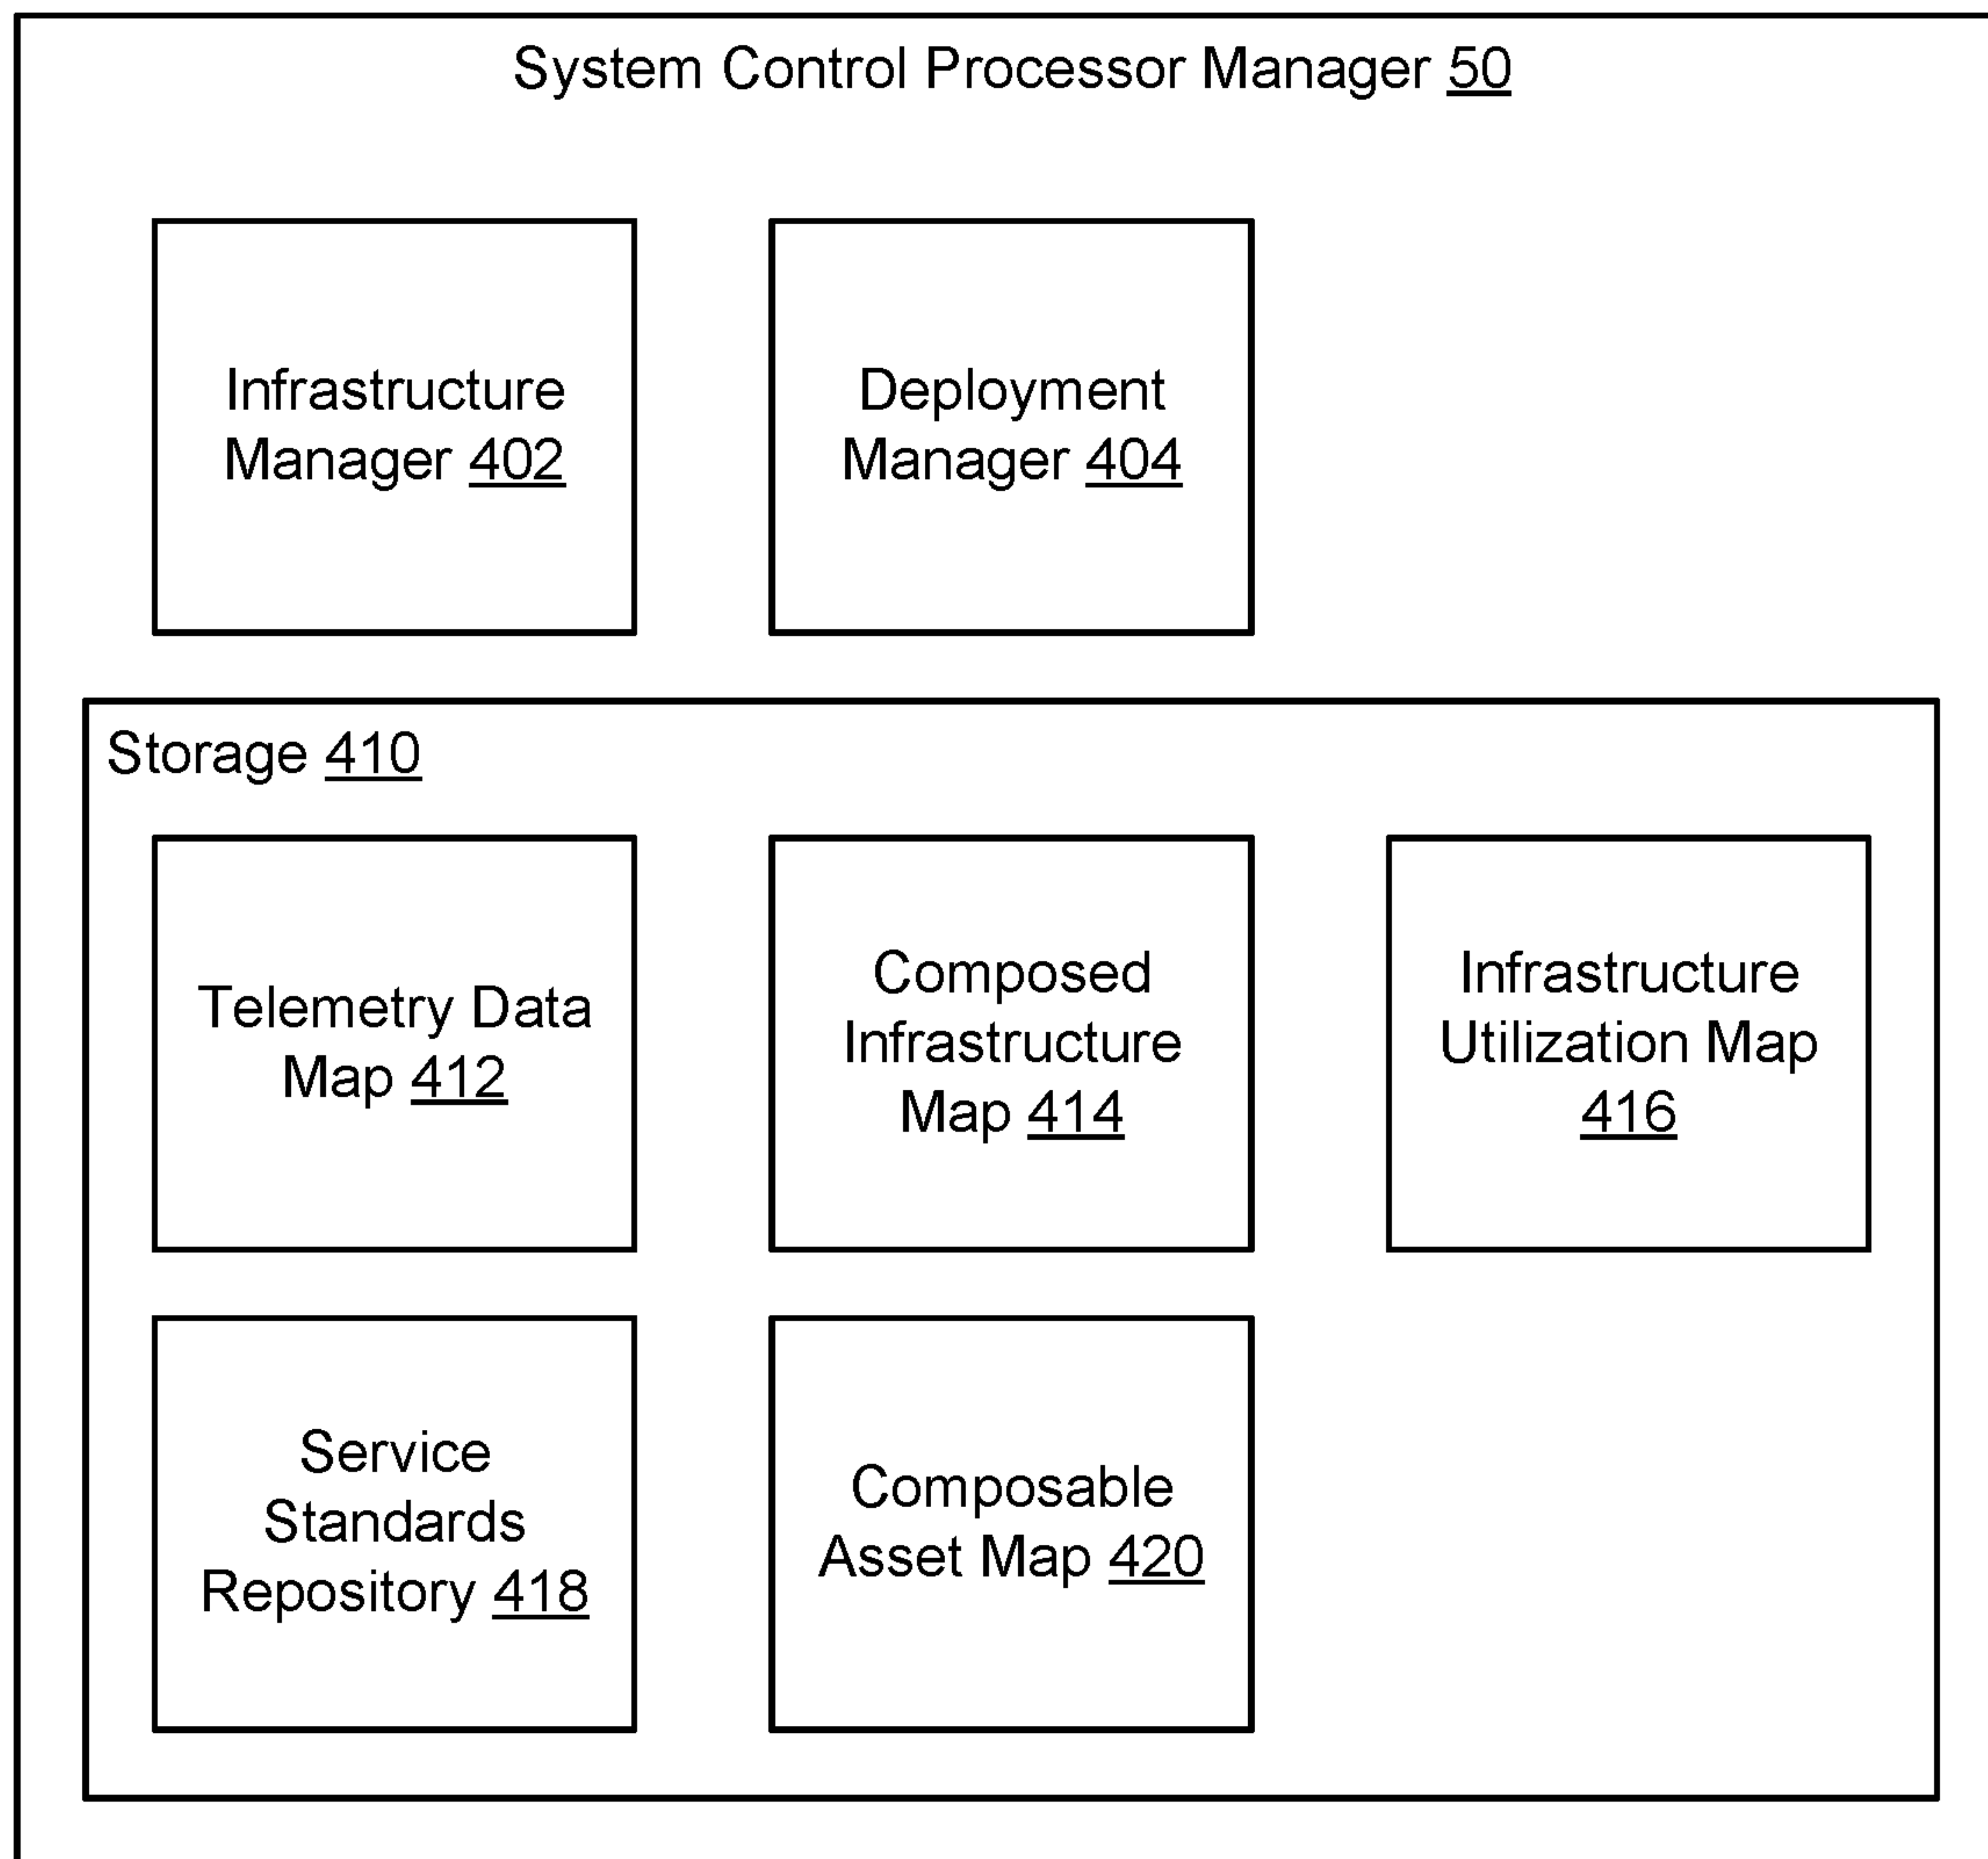 System Control Processor Manager 50
Infrastructure
Manager 402
Deployment
Manager 404
Storage 410
Telemetry Data
Map 412
Composed
Infrastructure
Map 414
Infrastructure
Utilization Map
416
Service
Standards
Repository 418
Composable
Asset Map 420